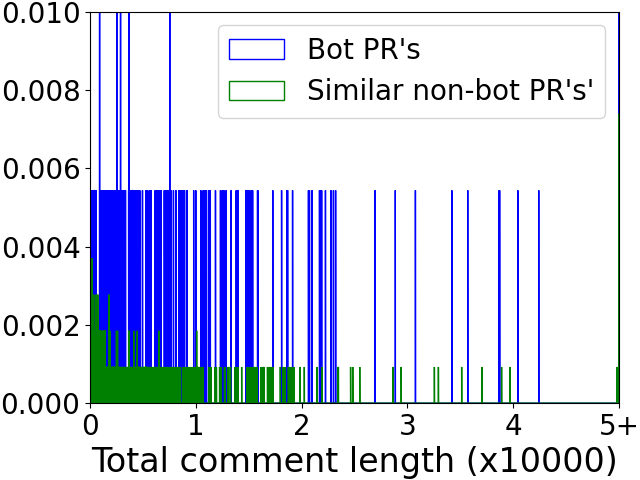 0.010
0.008
0.006
0.004
0.002
0.000
Bot PR's
Similar non-bot PR's'
0 1 2 3 4 5+
Total comment length (x10000)